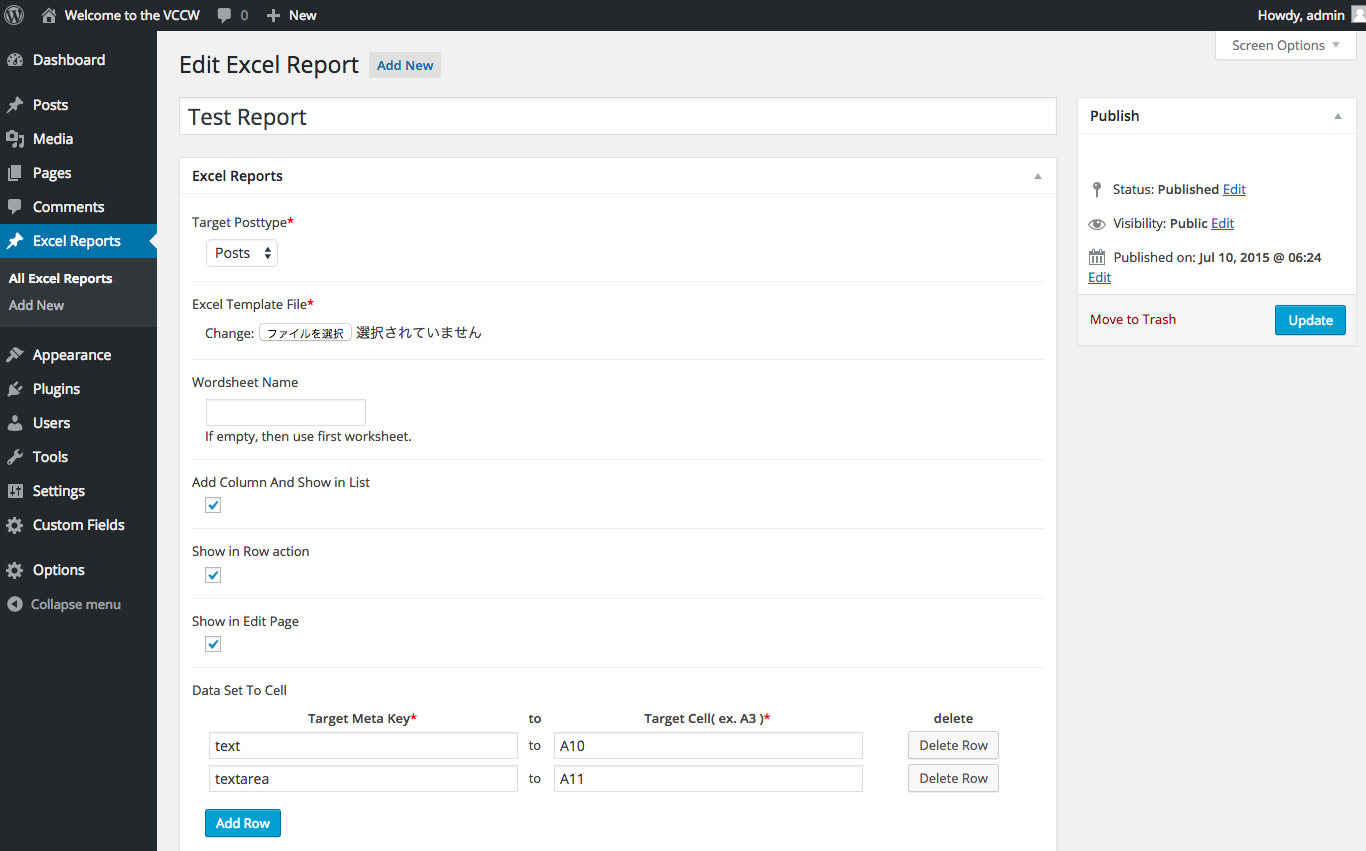 Welcome to the VCCW 0 New Howdy, admin
Screen Options
Dashboard
Posts
Media
Pages
Comments
Excel Reports
All Excel Reports
Add New
Appearance
Plugins
Users
Tools
Settings
Custom Fields
Options
Collapse menu
Edit Excel Report Add New
Test Report
Excel Reports
Target Posttype*
Posts
Excel Template File*
Change: ファイルを選択 選択されていません
Wordsheet Name
If empty, then use first worksheet.
Add Column And Show in List
Show in Row action
Show in Edit Page
Data Set To Cell
Target Meta Key* to Target Cell( ex. A3 )* delete
text to A10 Delete Row
textarea to A11 Delete Row
Add Row
Publish
Status: Published Edit
Visibility: Public Edit
Published on: Jul 10, 2015 @ 06:24
Edit
Move to Trash Update